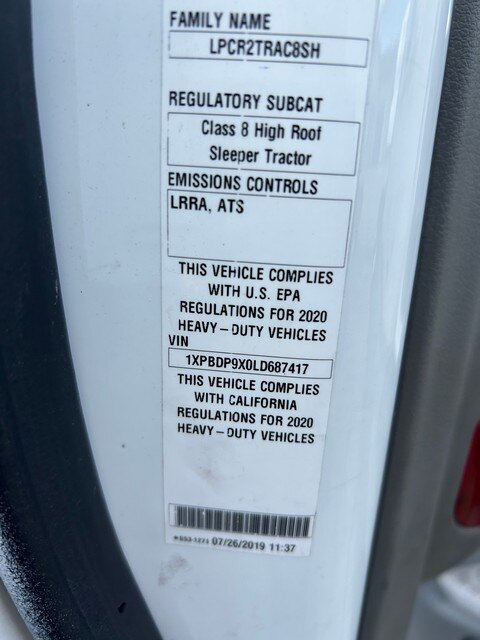 FAMILY NAME
LPCR2TRAC8SH
REGULATORY SUBCAT
Class 8 High Roof
Sleeper Tractor
EMISSIONS CONTROLS
LRRA, ATS
THIS VEHICLE COMPLIES
WITH U.S. EPA
REGULATIONS FOR 2020
HEAVY-DUTY VEHICLES
VIN
1XPBDP9X0LD687417
THIS VEHICLE COMPLIES
WITH CALIFORNIA
REGULATIONS FOR 2020
HEAVY-DUTY VEHICLES
07/26/2019 11:37